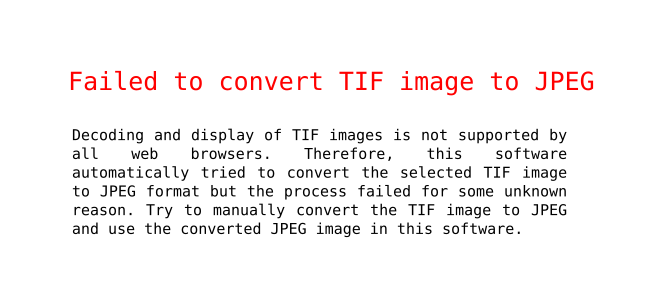 Failed to convert TIF image to JPEG
Decoding and display of TIF images is not supported by
all web browsers. Therefore, this software
automatically tried to convert the selected TIF image
to JPEG format but the process failed for some unknown
reason. Try to manually convert the TIF image to JPEG
and use the converted JPEG image in this software.